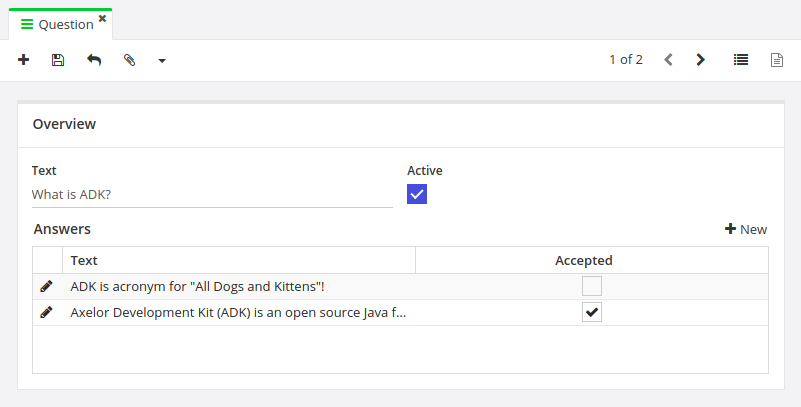 Question
1 of 2
Overview
Text Active
What is ADK?
Answers New
Text Accepted
ADK is acronym for "All Dogs and Kittens"!
Axelor Development Kit (ADK) is an open source Java f...